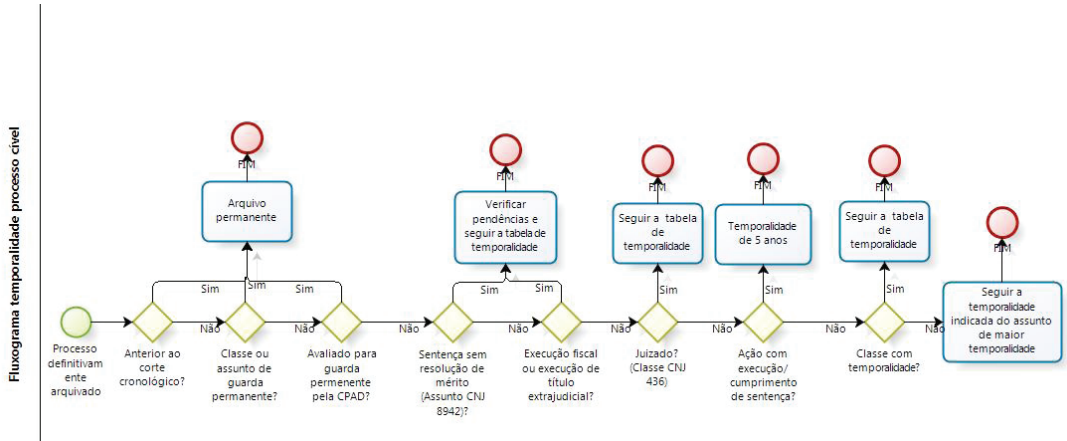 Fluxograma temporalidade processo cível
Processo
definitivam
ente
arquivado
Anterior ao
corte
cronológico?
Sim
Não
Classe ou
assunto de
guarda
permanente?
Sim
Não
Avaliado para
guarda
permenente
pela CPAD?
Sim
Não
Arquivo
permanente
FIM
Sentença sem
resolução de
mérito
(Assunto CNJ
8942)?
Sim
Não
Execução fiscal
ou execução de
título
extrajudicial?
Sim
Não
Verificar
pendências e
seguir a tabela de
temporalidade
FIM
Juizado?
(Classe CNJ
436)
Sim
Não
Seguir a tabela
de
temporalidade
FIM
Ação com
execução/
cumprimento
de sentença?
Sim
Não
Temporalidade
de 5 anos
FIM
Classe com
temporalidade?
Sim
Não
Seguir a tabela
de
temporalidade
FIM
Seguir a
temporalidade
indicada do assunto
de maior
temporalidade
FIM